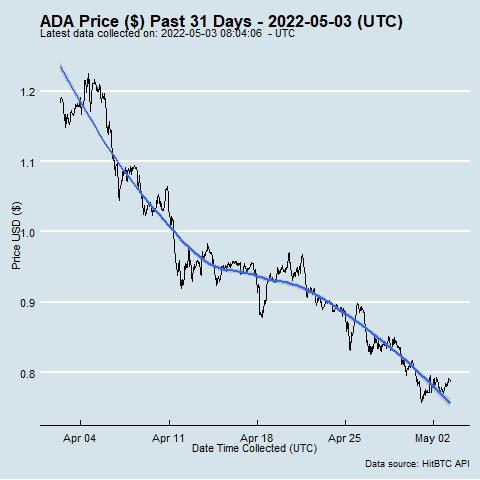 ADA Price ($) Past 31 Days - 2022-05-03 (UTC)
Latest data collected on: 2022-05-03 08:04:06 - UTC
Price USD ($)
1.2
1.1
1.0
0.9
0.8
Apr 04 Apr 11 Apr 18 Apr 25 May 02
Date Time Collected (UTC)
Data source: HitBTC API